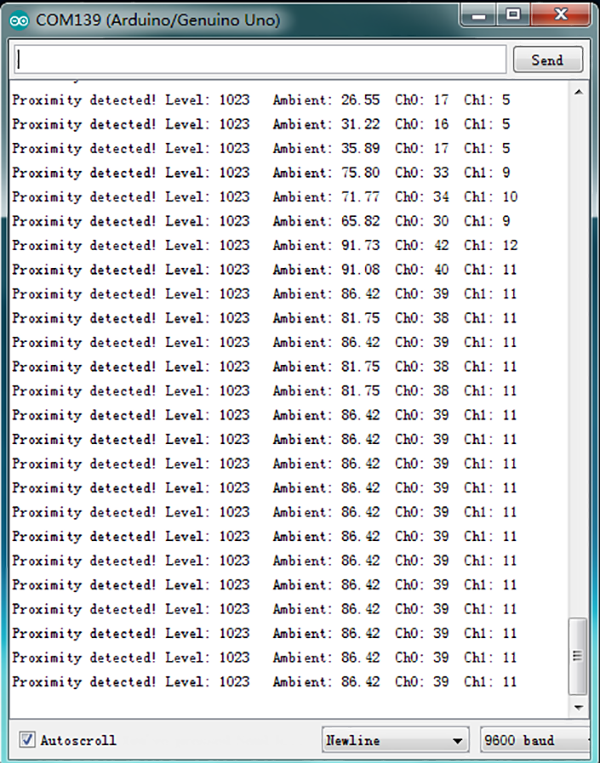 COM139 (Arduino/Genuino Uno)
Send
Proximity detected! Level: 1023 Ambient: 26.55 Ch0: 17 Ch1: 5
Proximity detected! Level: 1023 Ambient: 31.22 Ch0: 16 Ch1: 5
Proximity detected! Level: 1023 Ambient: 35.89 Ch0: 17 Ch1: 5
Proximity detected! Level: 1023 Ambient: 75.80 Ch0: 33 Ch1: 9
Proximity detected! Level: 1023 Ambient: 71.77 Ch0: 34 Ch1: 10
Proximity detected! Level: 1023 Ambient: 65.82 Ch0: 30 Ch1: 9
Proximity detected! Level: 1023 Ambient: 91.73 Ch0: 42 Ch1: 12
Proximity detected! Level: 1023 Ambient: 91.08 Ch0: 40 Ch1: 11
Proximity detected! Level: 1023 Ambient: 86.42 Ch0: 39 Ch1: 11
Proximity detected! Level: 1023 Ambient: 81.75 Ch0: 38 Ch1: 11
Proximity detected! Level: 1023 Ambient: 86.42 Ch0: 39 Ch1: 11
Proximity detected! Level: 1023 Ambient: 81.75 Ch0: 38 Ch1: 11
Proximity detected! Level: 1023 Ambient: 81.75 Ch0: 38 Ch1: 11
Proximity detected! Level: 1023 Ambient: 86.42 Ch0: 39 Ch1: 11
Proximity detected! Level: 1023 Ambient: 86.42 Ch0: 39 Ch1: 11
Proximity detected! Level: 1023 Ambient: 86.42 Ch0: 39 Ch1: 11
Proximity detected! Level: 1023 Ambient: 86.42 Ch0: 39 Ch1: 11
Proximity detected! Level: 1023 Ambient: 86.42 Ch0: 39 Ch1: 11
Proximity detected! Level: 1023 Ambient: 86.42 Ch0: 39 Ch1: 11
Proximity detected! Level: 1023 Ambient: 86.42 Ch0: 39 Ch1: 11
Proximity detected! Level: 1023 Ambient: 86.42 Ch0: 39 Ch1: 11
Proximity detected! Level: 1023 Ambient: 86.42 Ch0: 39 Ch1: 11
Proximity detected! Level: 1023 Ambient: 86.42 Ch0: 39 Ch1: 11
Proximity detected! Level: 1023 Ambient: 86.42 Ch0: 39 Ch1: 11
Proximity detected! Level: 1023 Ambient: 86.42 Ch0: 39 Ch1: 11
Autoscroll Newline 9600 baud